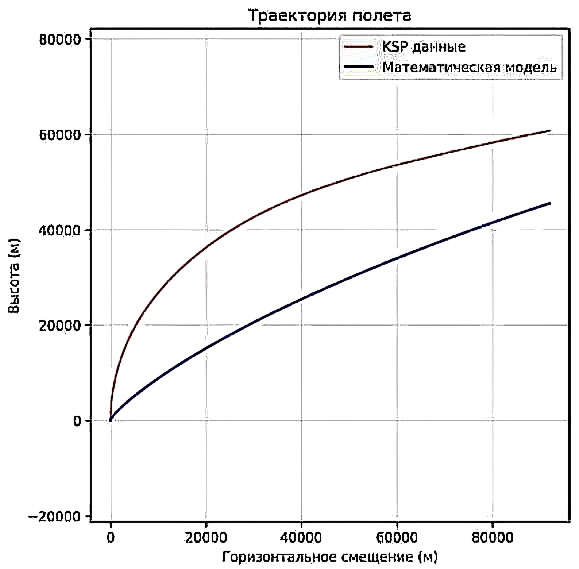 Траектория полета
KSP данные
Математическая модель
80000
60000
40000
20000
0
−20000
Высота (м)
0 20000 40000 60000 80000
Горизонтальное смещение (м)